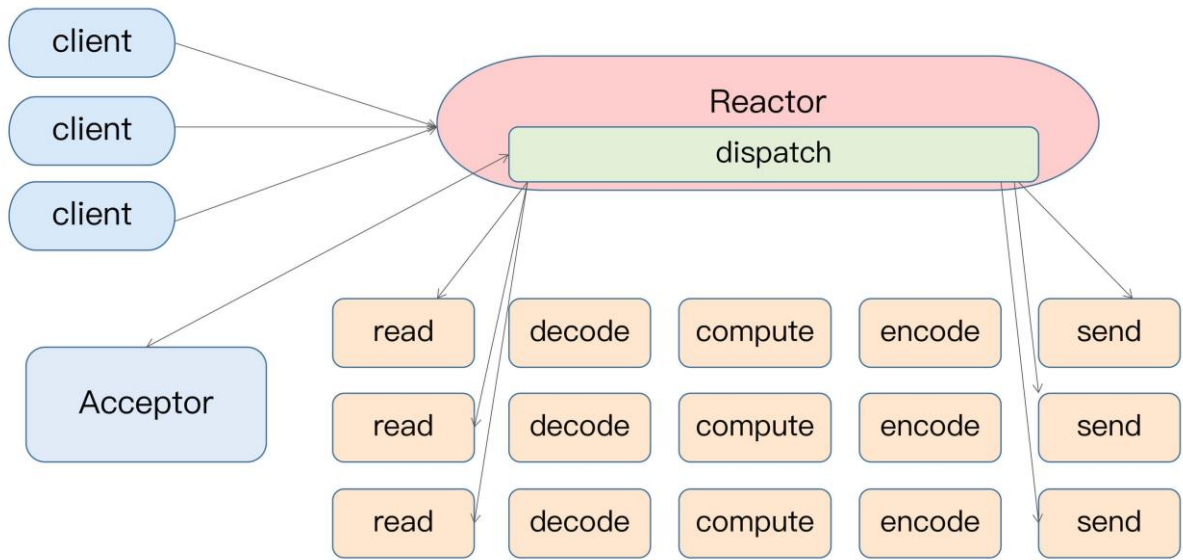 client
client
client
Reactor
dispatch
Acceptor
read decode compute encode send
read decode compute encode send
read decode compute encode send